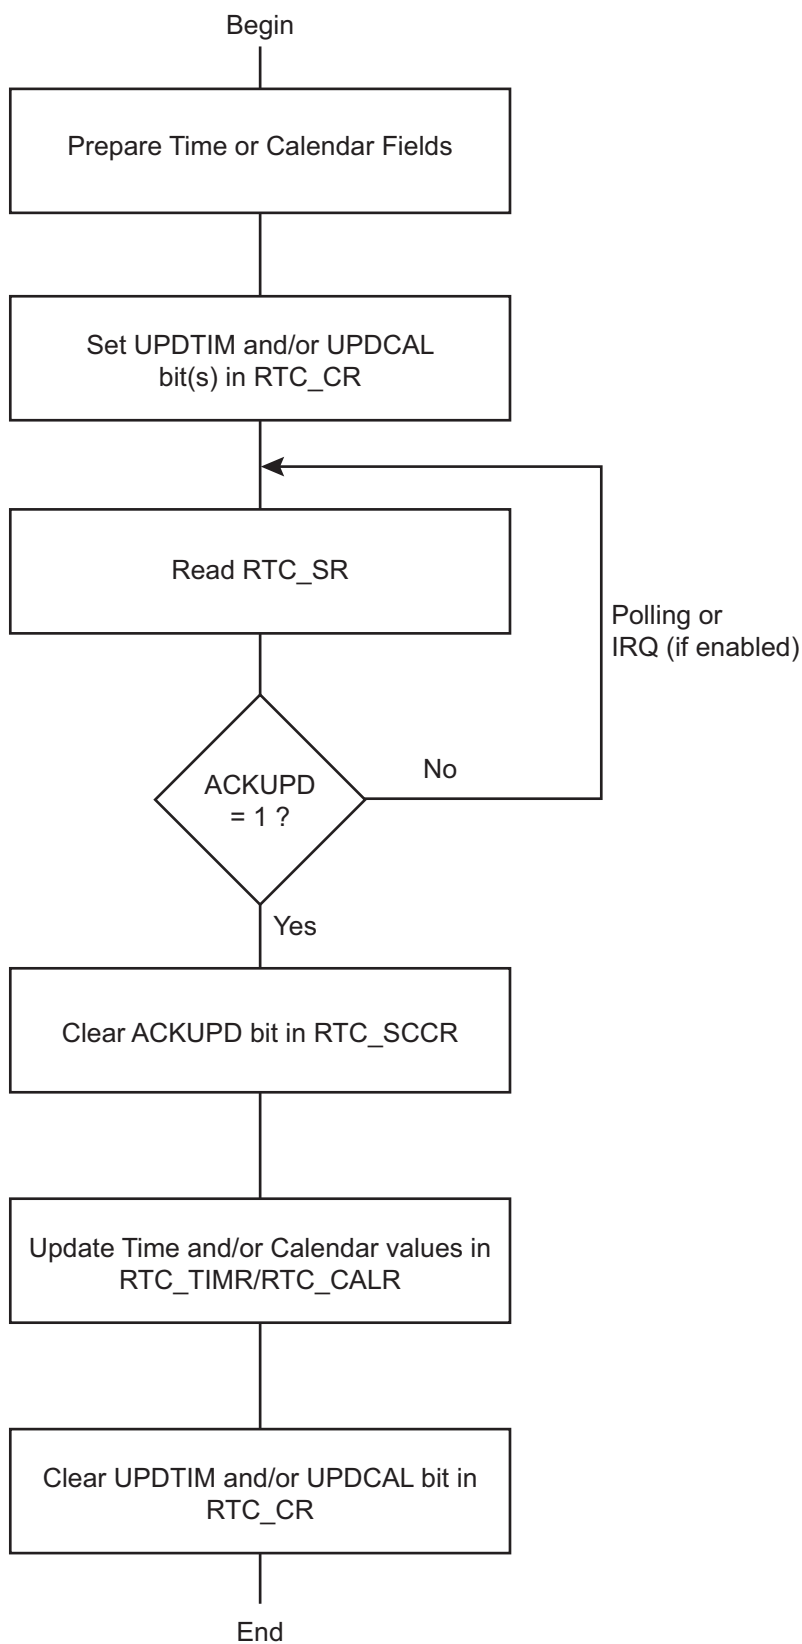 Begin
Prepare Time or Calendar Fields
Set UPDTIM and/or UPDCAL
bit(s) in RTC_CR
Read RTC_SR
Polling or
IRQ (if enabled)
ACKUPD
= 1 ?
No
Yes
Clear ACKUPD bit in RTC_SCCR
Update Time and/or Calendar values in
RTC_TIMR/RTC_CALR
Clear UPDTIM and/or UPDCAL bit in
RTC_CR
End